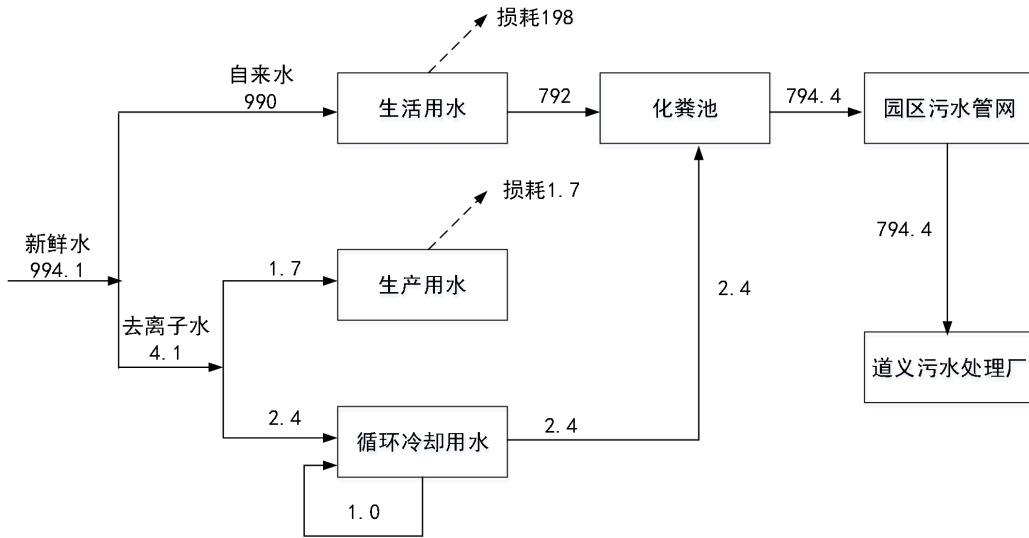 损耗198
自来水
990
生活用水
792
化粪池
794.4
园区污水管网
损耗1.7
新鲜水
994.1
1.7
生产用水
794.4
2.4
去离子水
4.1
道义污水处理厂
2.4
循环冷却用水
2.4
1.0